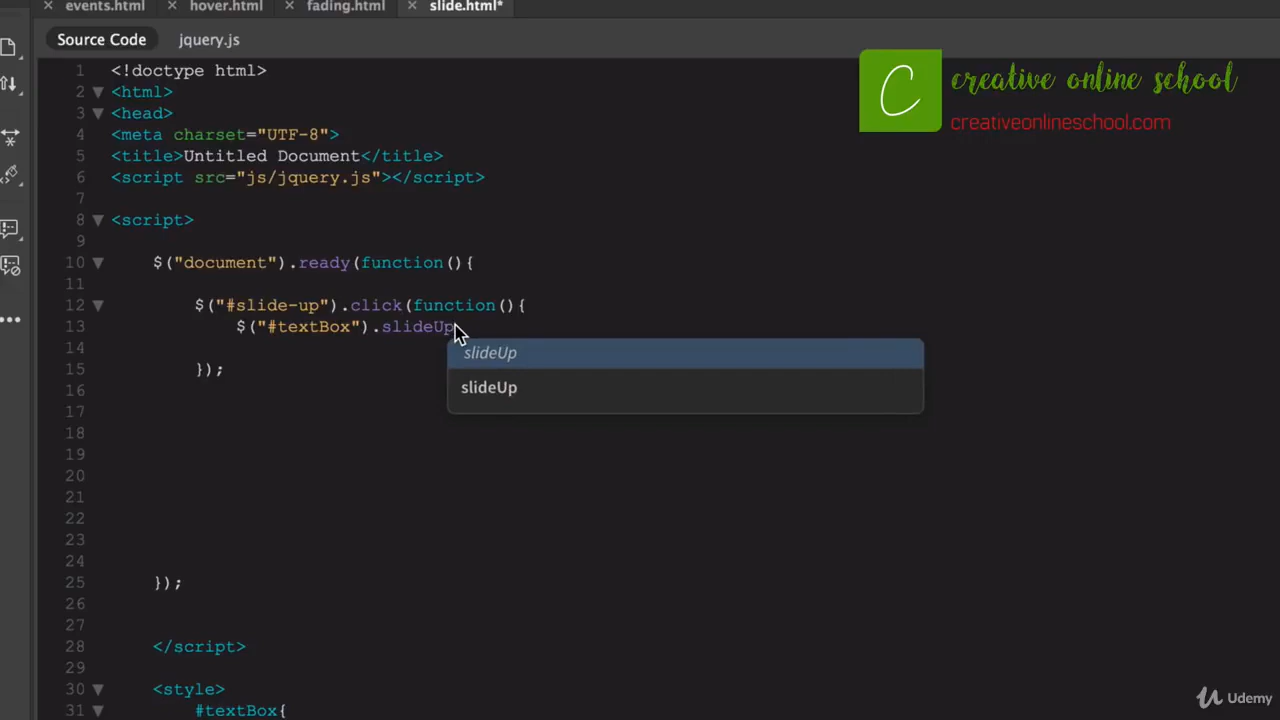 events.html hover.html fading.html slide.html*
Source Code jquery.js
creative online school
creativeonlineschool.com
C
1 <!doctype html>
2 <html>
3 <head>
4 <meta charset="UTF-8">
5 <title>Untitled Document</title>
6 <script src="js/jquery.js"></script>
7
8 <script>
9
10 $("document").ready(function(){
11
12 $("#slide-up").click(function(){
13 $("#textBox").slideUp
slideUp
14
15 });
slideUp
16
17
18
19
20
21
22
23
24
25 });
26
27
28 </script>
29
30 <style>
31 #textBox{
Udemy